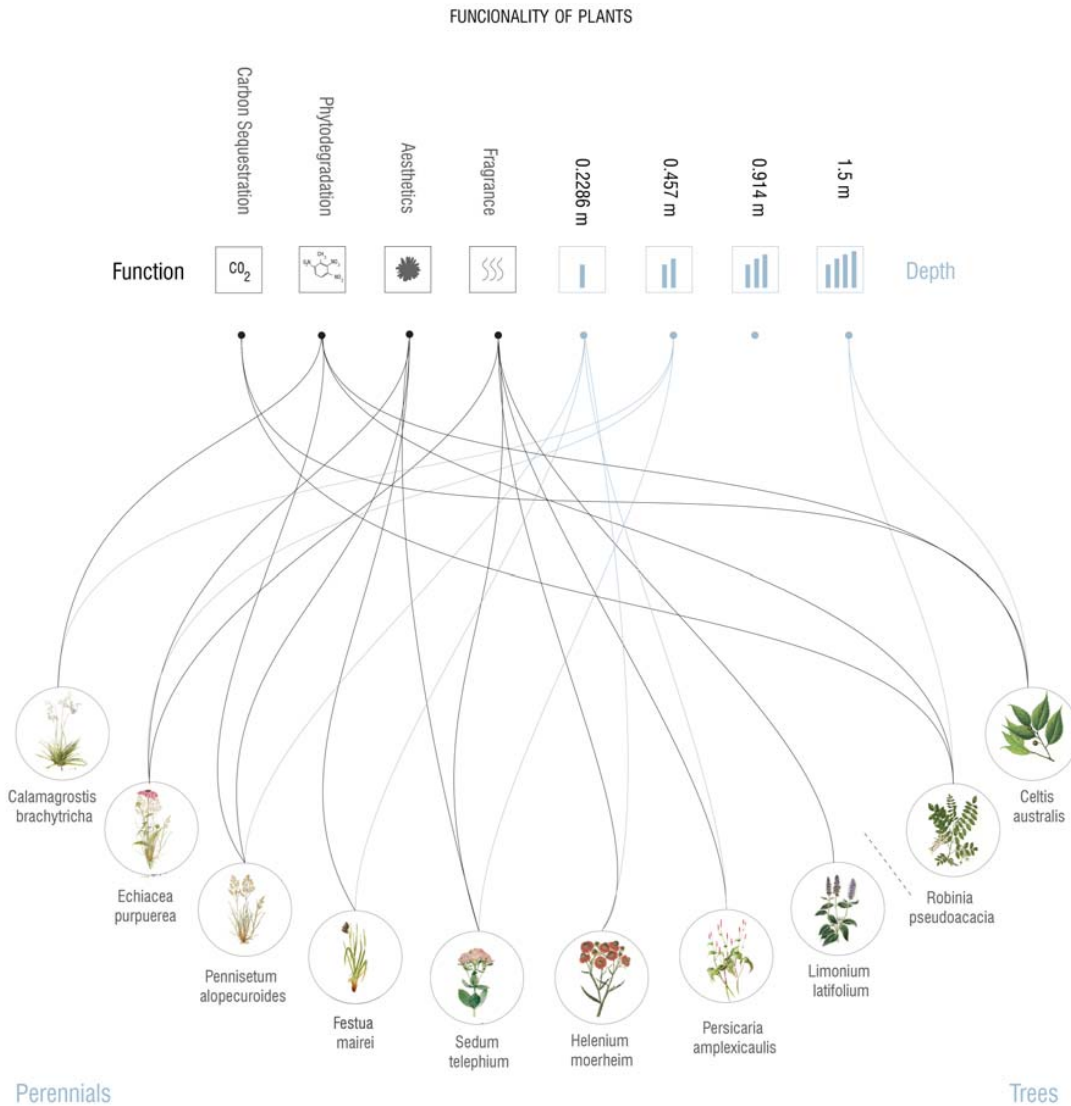 FUNCIONALITY OF PLANTS
Carbon Sequestration
Phytodegradation
Aesthetics
Fragrance
0.2286 m
0.457 m
0.914 m
1.5 m
Function
CO2
Depth
Calamagrostis
brachytricha
Echiacea
purpuerea
Pennisetum
alopecuroides
Festua
mairei
Sedum
telephium
Helenium
moerheim
Persicaria
amplexicaulis
Limonium
latifolium
Robinia
pseudoacacia
Celtis
australis
Perennials
Trees